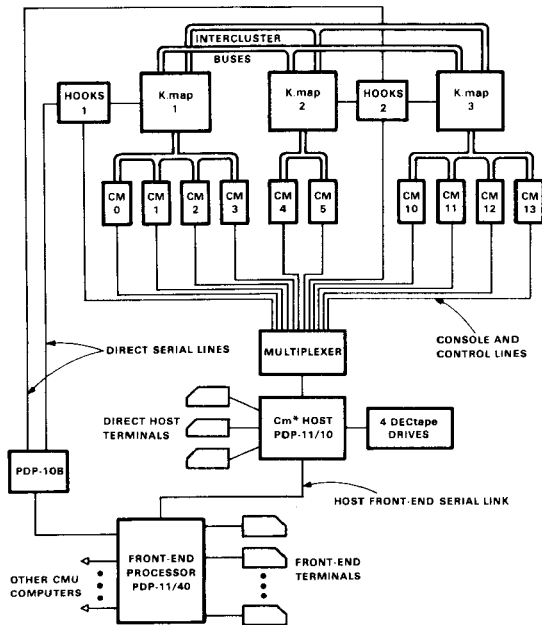 INTERCLUSTER
BUSES
HOOKS
1
K.map
1
K.map
2
HOOKS
2
K.map
3
CM
0
CM
1
CM
2
CM
3
CM
4
CM
5
CM
10
CM
11
CM
12
CM
13
CONSOLE AND
CONTROL LINES
DIRECT SERIAL LINES
MULTIPLEXER
DIRECT HOST
TERMINALS
Cm* HOST
PDP-11/10
4 DECtape
DRIVES
PDP-10B
HOST FRONT-END SERIAL LINK
OTHER CMU
COMPUTERS
FRONT-END
PROCESSOR
PDP-11/40
FRONT-END
TERMINALS